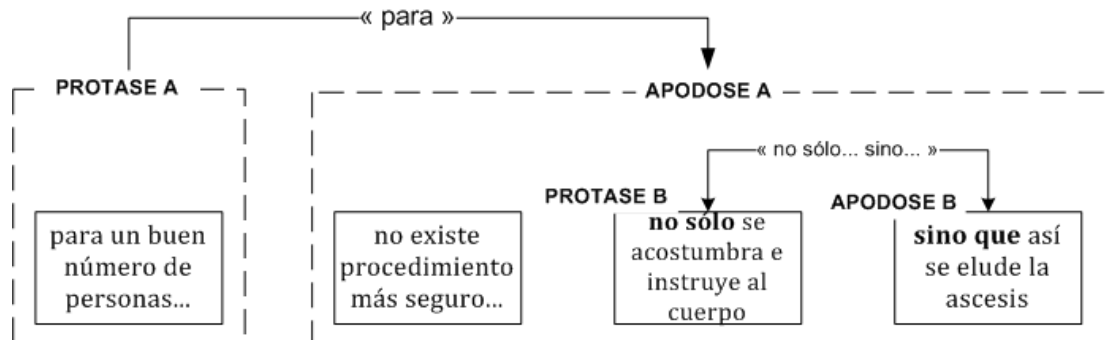 « para »
PROTASE A
APODOSE A
« no sólo... sino... »
PROTASE B
APODOSE B
para un buen
número de
personas...
no existe
procedimiento
más seguro...
no sólo se
acostumbra e
instruye al
cuerpo
sino que así
se elude la
ascesis